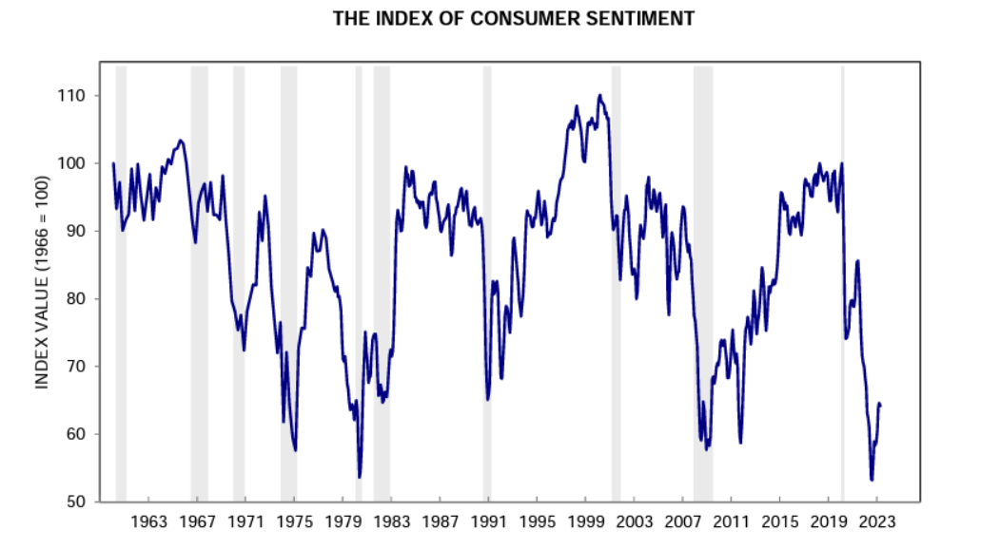 THE INDEX OF CONSUMER SENTIMENT
INDEX VALUE (1966 = 100)
110
100
90
80
70
60
50
1963 1967 1971 1975 1979 1983 1987 1991 1995 1999 2003 2007 2011 2015 2019 2023